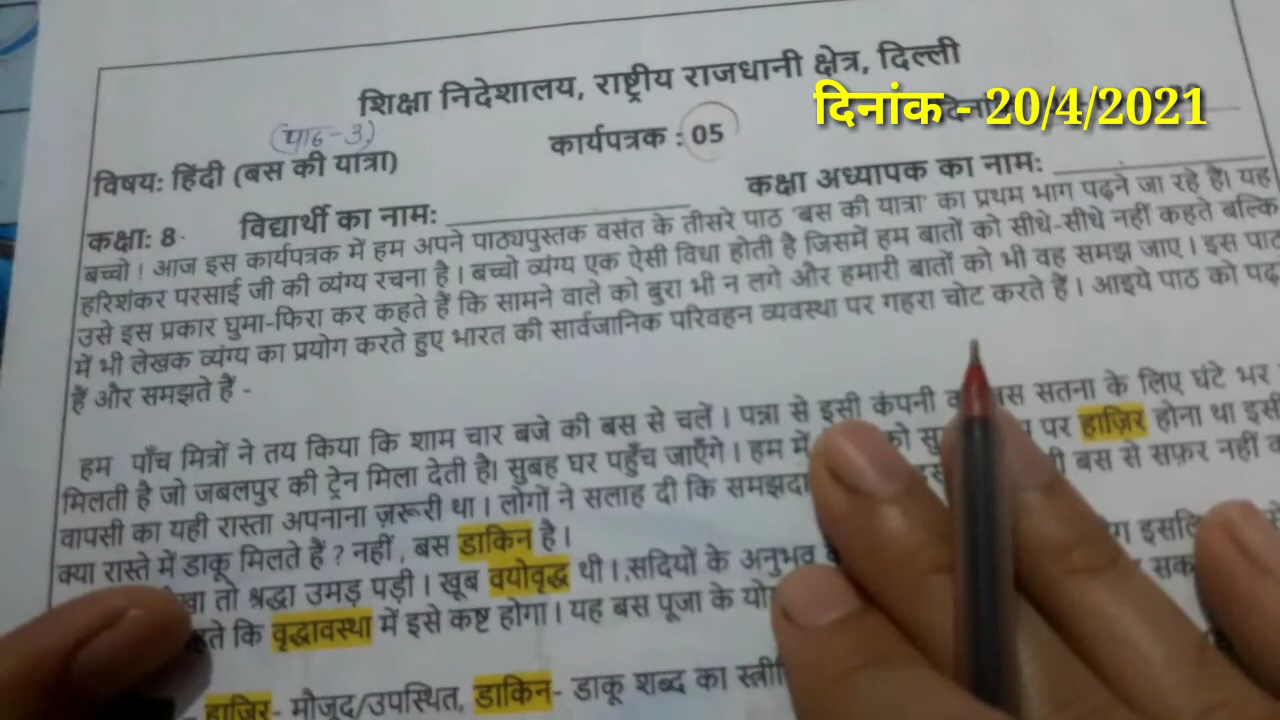 शिक्षा निदेशालय, राष्ट्रीय राजधानी क्षेत्र, दिल्ली
दिनांक - 20/4/2021
(पाठ-3)
कार्यपत्रक : 05
विषय: हिंदी (बस की यात्रा)
कक्षा अध्यापक का नाम:
कक्षा: 8 विद्यार्थी का नाम:
बच्चो ! आज इस कार्यपत्रक में हम अपने पाठ्यपुस्तक वसंत के तीसरे पाठ 'बस की यात्रा' का प्रथम भाग पढ़ने जा रहे हैं। यह
हरिशंकर परसाई जी की व्यंग्य रचना है । बच्चो व्यंग्य एक ऐसी विधा होती है जिसमें हम बातों को सीधे-सीधे नहीं कहते बल्कि
उसे इस प्रकार घुमा-फिरा कर कहते हैं कि सामने वाले को बुरा भी न लगे और हमारी बातों को भी वह समझ जाए । इस पाठ
में भी लेखक व्यंग्य का प्रयोग करते हुए भारत की सार्वजानिक परिवहन व्यवस्था पर गहरा चोट करते हैं । आइये पाठ को
हैं और समझते हैं -
हम पाँच मित्रों ने तय किया कि शाम चार बजे की बस से चलें । पन्ना से इसी कंपनी बस सतना के लिए घंटे भर
मिलती है जो जबलपुर की ट्रेन मिला देती है। सुबह घर पहुँच जाएँगे । हम में को पर हाज़िर होना था इसी
वापसी का यही रास्ता अपनाना ज़रूरी था । लोगों ने सलाह दी कि बस से सफ़र नहीं
क्या रास्ते में डाकू मिलते हैं ? नहीं , बस डाकिन है ।
तो श्रद्धा उमड़ पड़ी । खूब वयोवृद्ध थी । सदियों के अनुभव
कि वृद्धावस्था में इसे कष्ट होगा । यह बस पूजा के
हाज़िर- मौजूद/उपस्थित, डाकिन- डाकू शब्द का